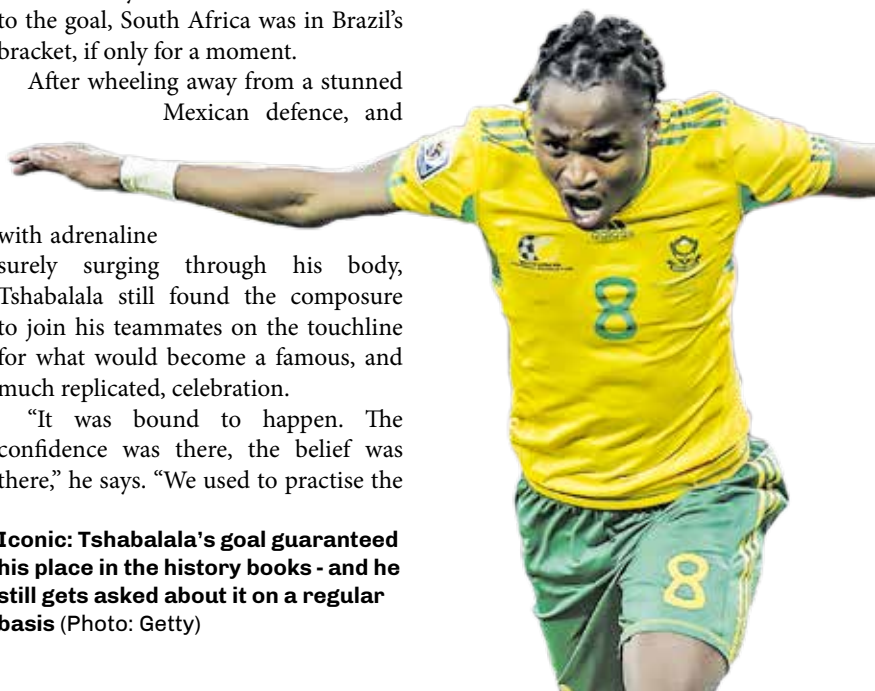 to the goal, South Africa was in Brazil’s
bracket, if only for a moment.
After wheeling away from a stunned
Mexican defence, and
with adrenaline
surely surging through his body,
Tshabalala still found the composure
to join his teammates on the touchline
for what would become a famous, and
much replicated, celebration.
“It was bound to happen. The
confidence was there, the belief was
there,” he says. “We used to practise the
Iconic: Tshabalala’s goal guaranteed
his place in the history books - and he
still gets asked about it on a regular
basis (Photo: Getty)
8
8